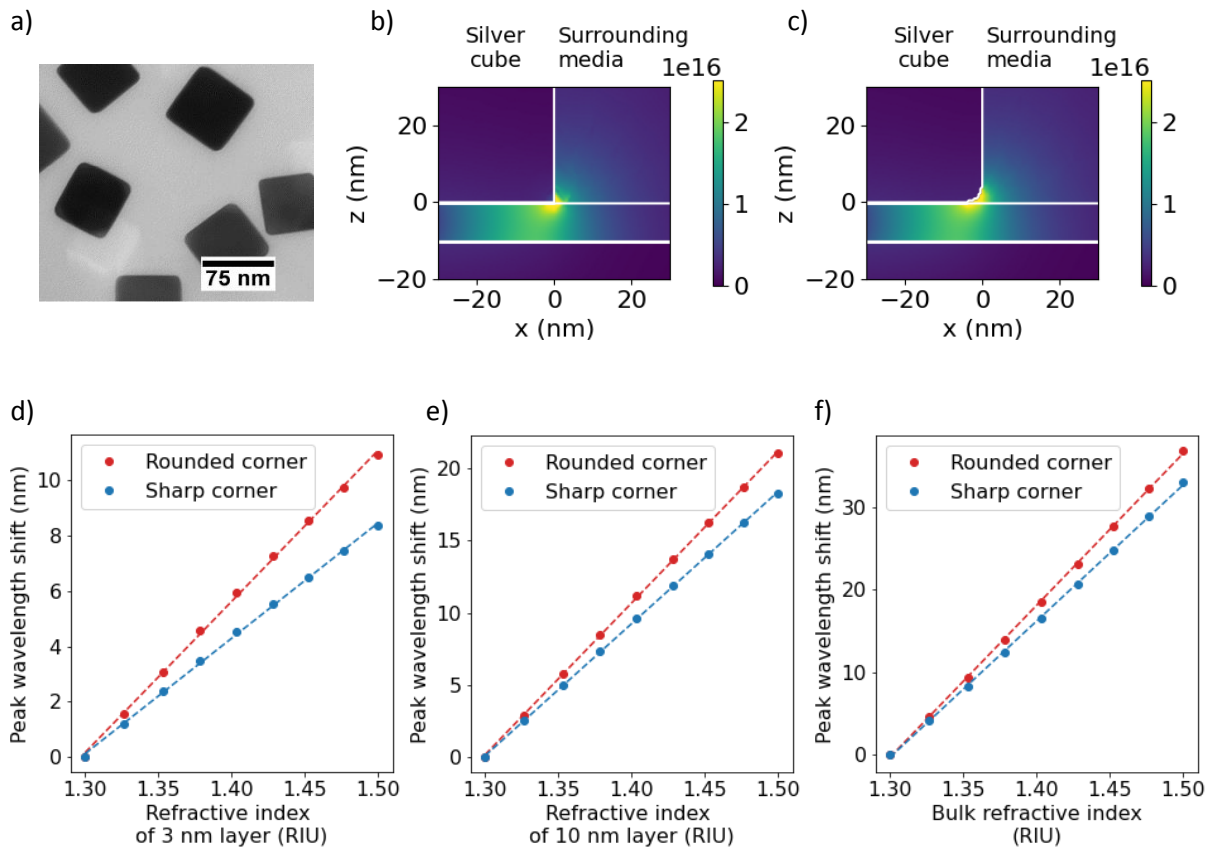 a)
75 nm
b)
Silver cube
Surrounding media
1e16
z (nm)
20
0
−20
−20
0
20
x (nm)
2
1
0
c)
Silver cube
Surrounding media
1e16
z (nm)
20
0
−20
−20
0
20
x (nm)
2
1
0
d)
Rounded corner
Sharp corner
Peak wavelength shift (nm)
10
8
6
4
2
0
1.30
1.35
1.40
1.45
1.50
Refractive index
of 3 nm layer (RIU)
e)
Rounded corner
Sharp corner
Peak wavelength shift (nm)
20
15
10
5
0
1.30
1.35
1.40
1.45
1.50
Refractive index
of 10 nm layer (RIU)
f)
Rounded corner
Sharp corner
Peak wavelength shift (nm)
30
20
10
0
1.30
1.35
1.40
1.45
1.50
Bulk refractive index
(RIU)